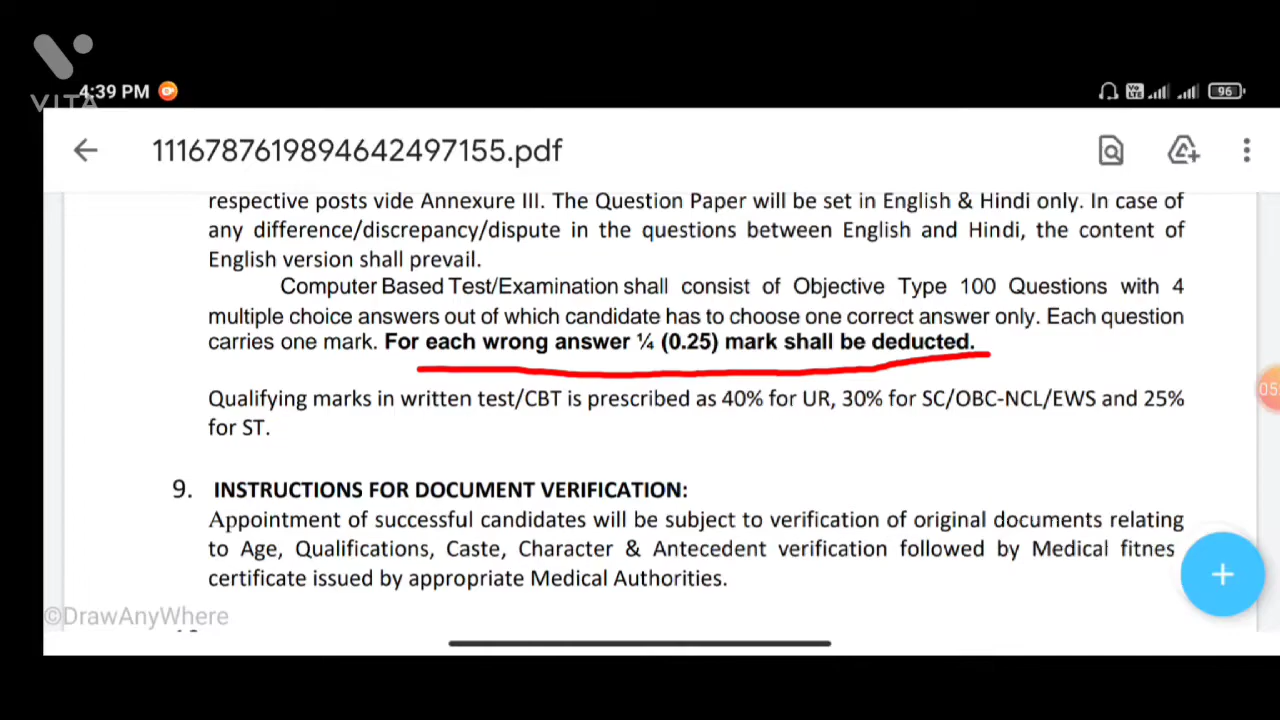 4:39 PM
VITA
Vo LTE
96
1116787619894642497155.pdf
respective posts vide Annexure III. The Question Paper will be set in English & Hindi only. In case of
any difference/discrepancy/dispute in the questions between English and Hindi, the content of
English version shall prevail.
Computer Based Test/Examination shall consist of Objective Type 100 Questions with 4
multiple choice answers out of which candidate has to choose one correct answer only. Each question
carries one mark. For each wrong answer ¼ (0.25) mark shall be deducted.
Qualifying marks in written test/CBT is prescribed as 40% for UR, 30% for SC/OBC-NCL/EWS and 25%
for ST.
9. INSTRUCTIONS FOR DOCUMENT VERIFICATION:
Appointment of successful candidates will be subject to verification of original documents relating
to Age, Qualifications, Caste, Character & Antecedent verification followed by Medical fitnes
certificate issued by appropriate Medical Authorities.
©DrawAnyWhere